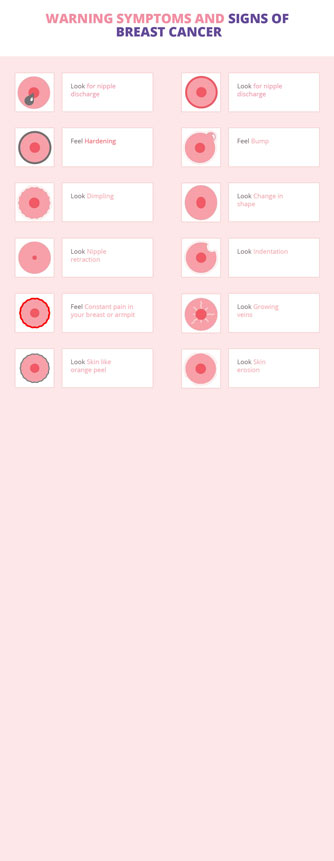 WARNING SYMPTOMS AND SIGNS OF
BREAST CANCER
Look for nipple
discharge
Look for nipple
discharge
Feel Hardening
Feel Bump
Look Dimpling
Look Change in
shape
Look Nipple
retraction
Look Indentation
Feel Constant pain in
your breast or armpit
Look Growing
veins
Look Skin like
orange peel
Look Skin
erosion